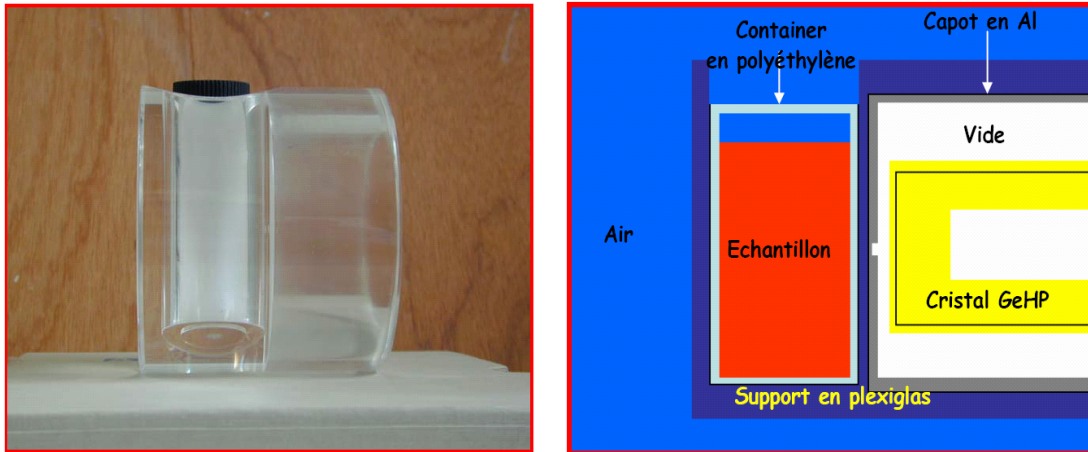 Container
en polyéthylène
Capot en Al
Vide
Air
Echantillon
Cristal GeHP
Support en plexiglas